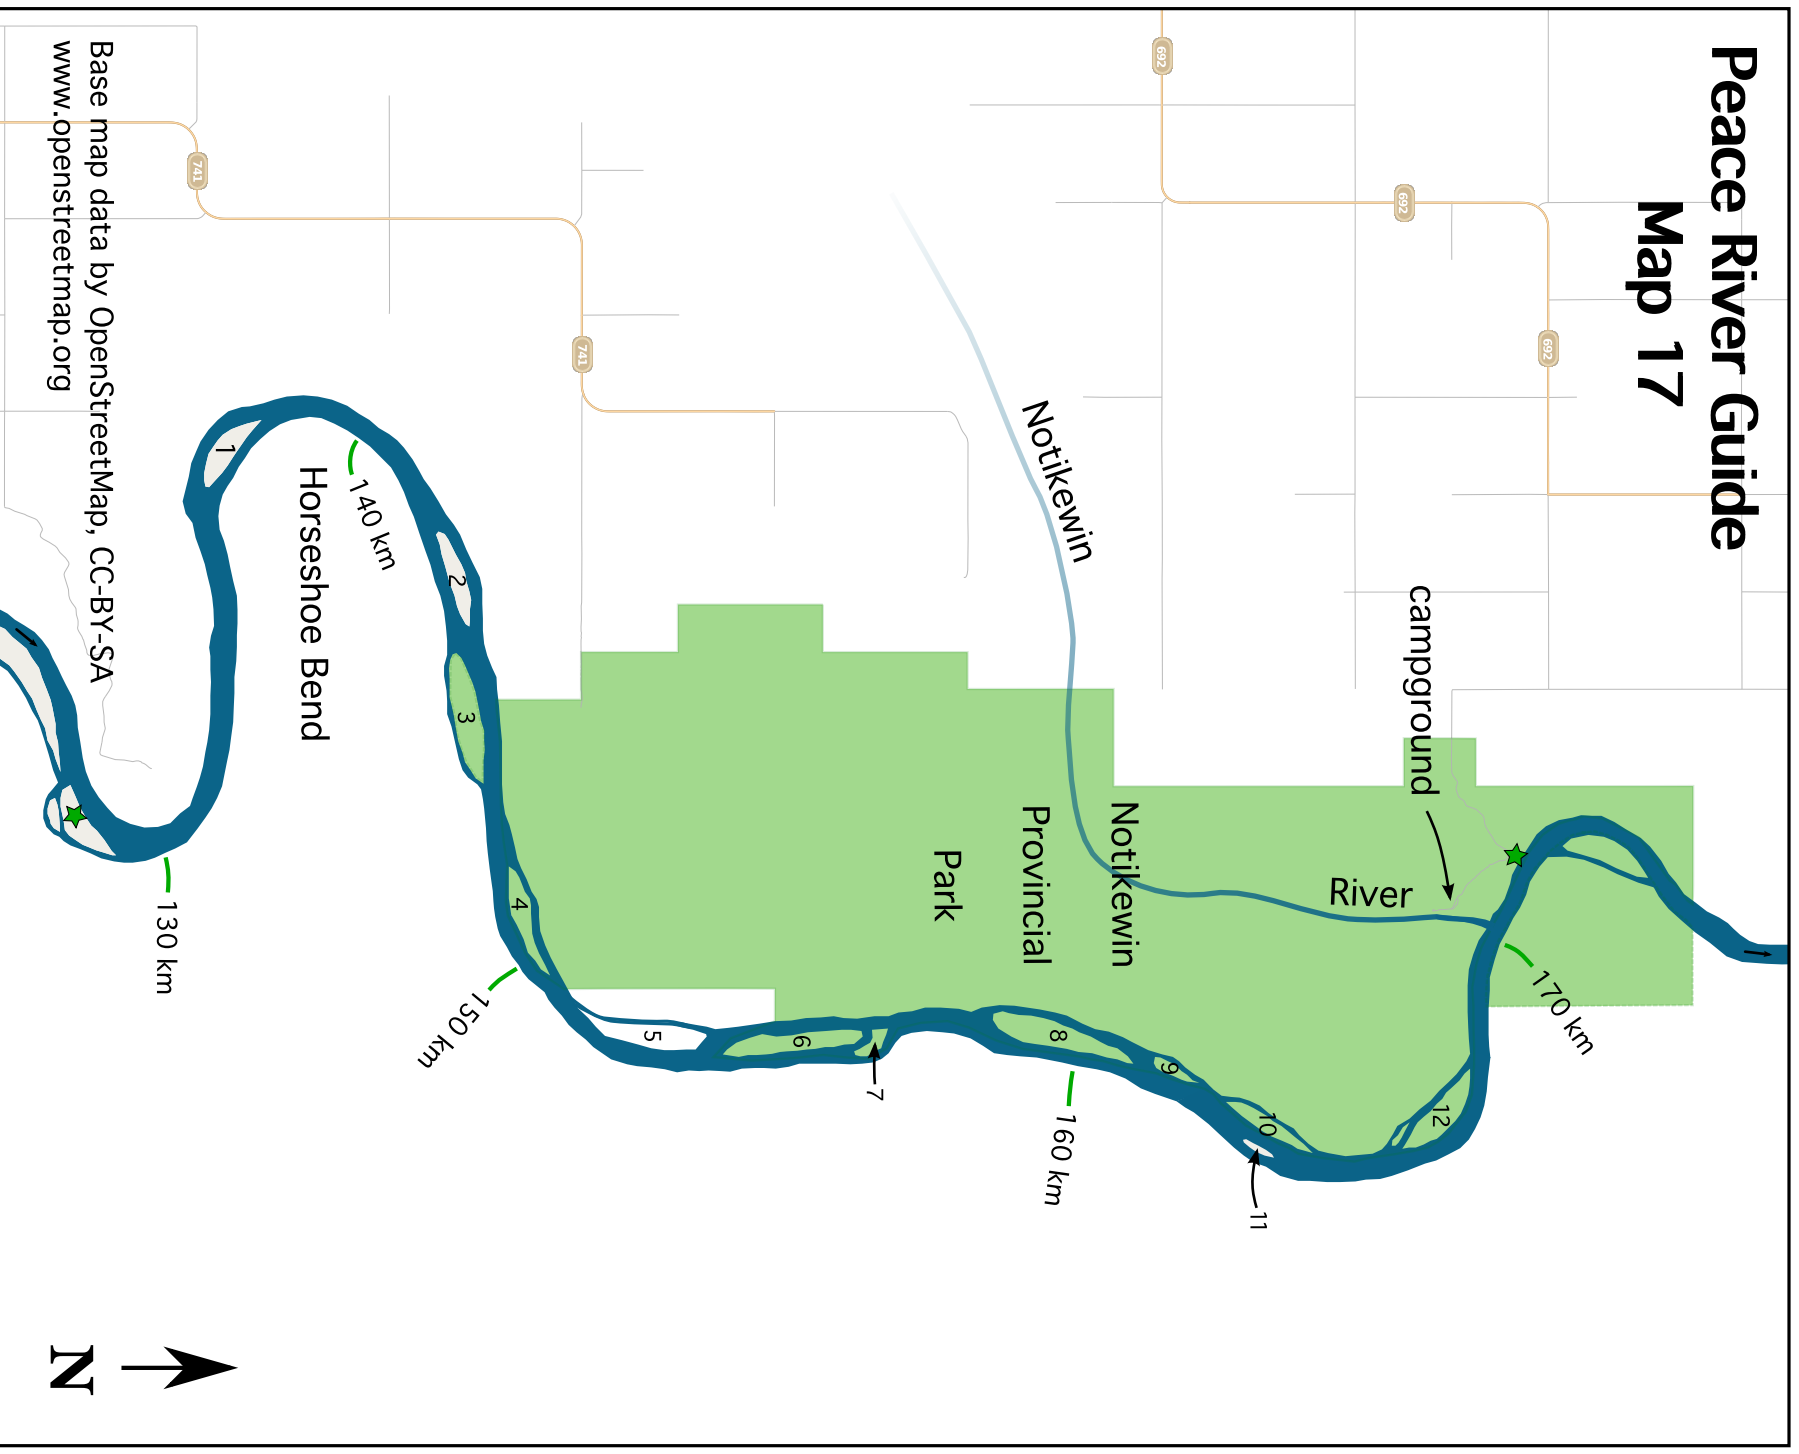 Peace River Guide
Map 17
692
692
692
campground
170 km
River
12
11
10
9
Notikewin
Provincial
Park
Notikewin
160 km
8
7
6
5
150 km
4
3
2
741
741
140 km
Horseshoe Bend
1
130 km
Base map data by OpenStreetMap, CC-BY-SA
www.openstreetmap.org
N